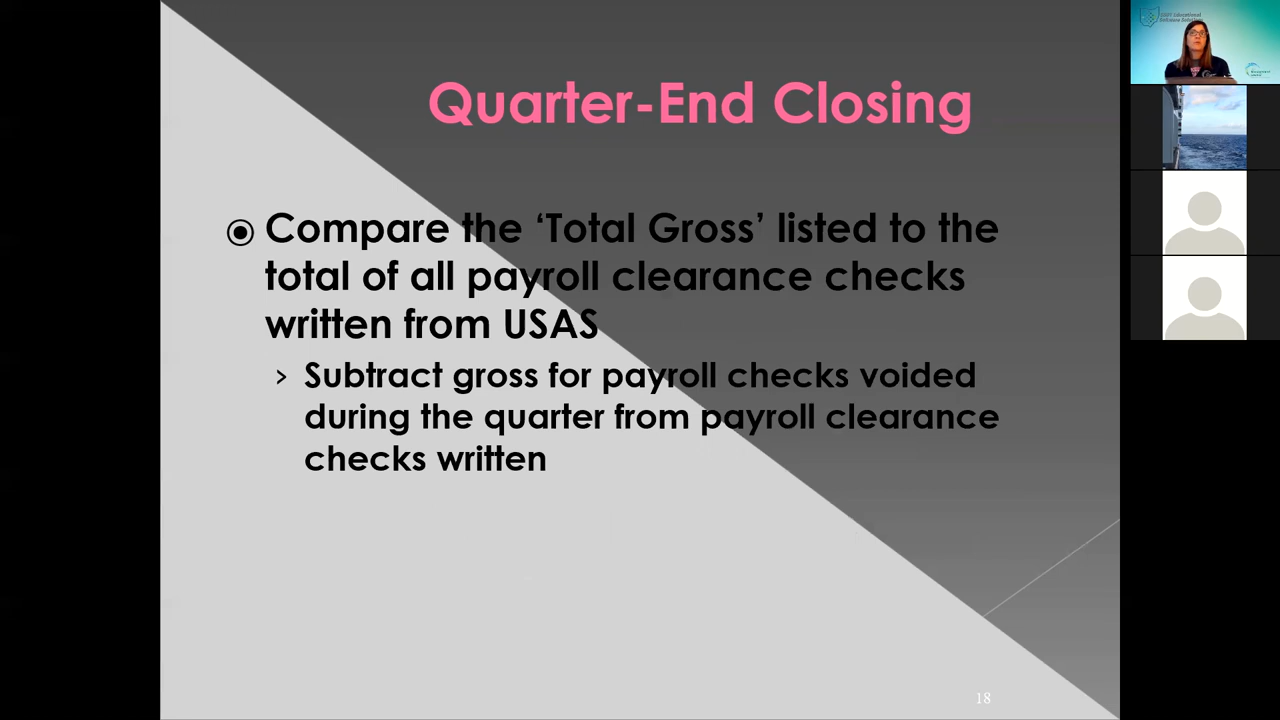 Quarter-End Closing
Compare the ‘Total Gross’ listed to the
total of all payroll clearance checks
written from USAS
Subtract gross for payroll checks voided
during the quarter from payroll clearance
checks written
18